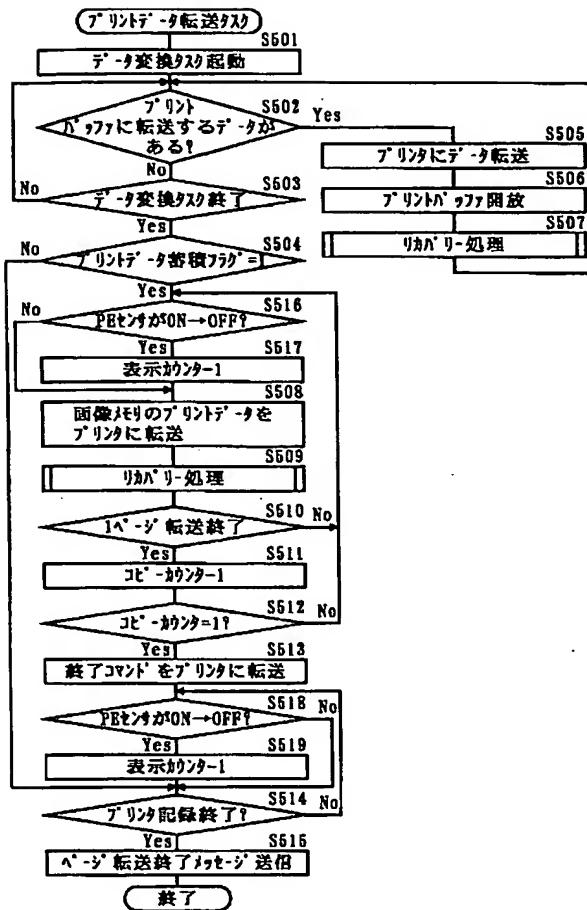 プリントデータ転送タスク
S501
データ変換タスク起動
S502
プリント
バッファに転送するデータが
ある?
Yes
No
S505
プリンタにデータ転送
S506
プリントバッファ開放
S507
リカバリー処理
S503
データ変換タスク終了
No
Yes
S504
プリントデータ蓄積フラグ=1
No
Yes
S516
PEセンサがON→OFF?
No
Yes
S517
表示カウンター1
S508
画像メモリのプリントデータを
プリンタに転送
S509
リカバリー処理
S510
1ページ転送終了
No
Yes
S511
コピーカウンター1
S512
コピーカウンタ=1?
No
Yes
S513
終了コマンドをプリンタに転送
S518
PEセンサがON→OFF?
No
Yes
S519
表示カウンター1
S514
プリンタ記録終了?
No
Yes
S515
ページ転送終了メッセージ送信
終了